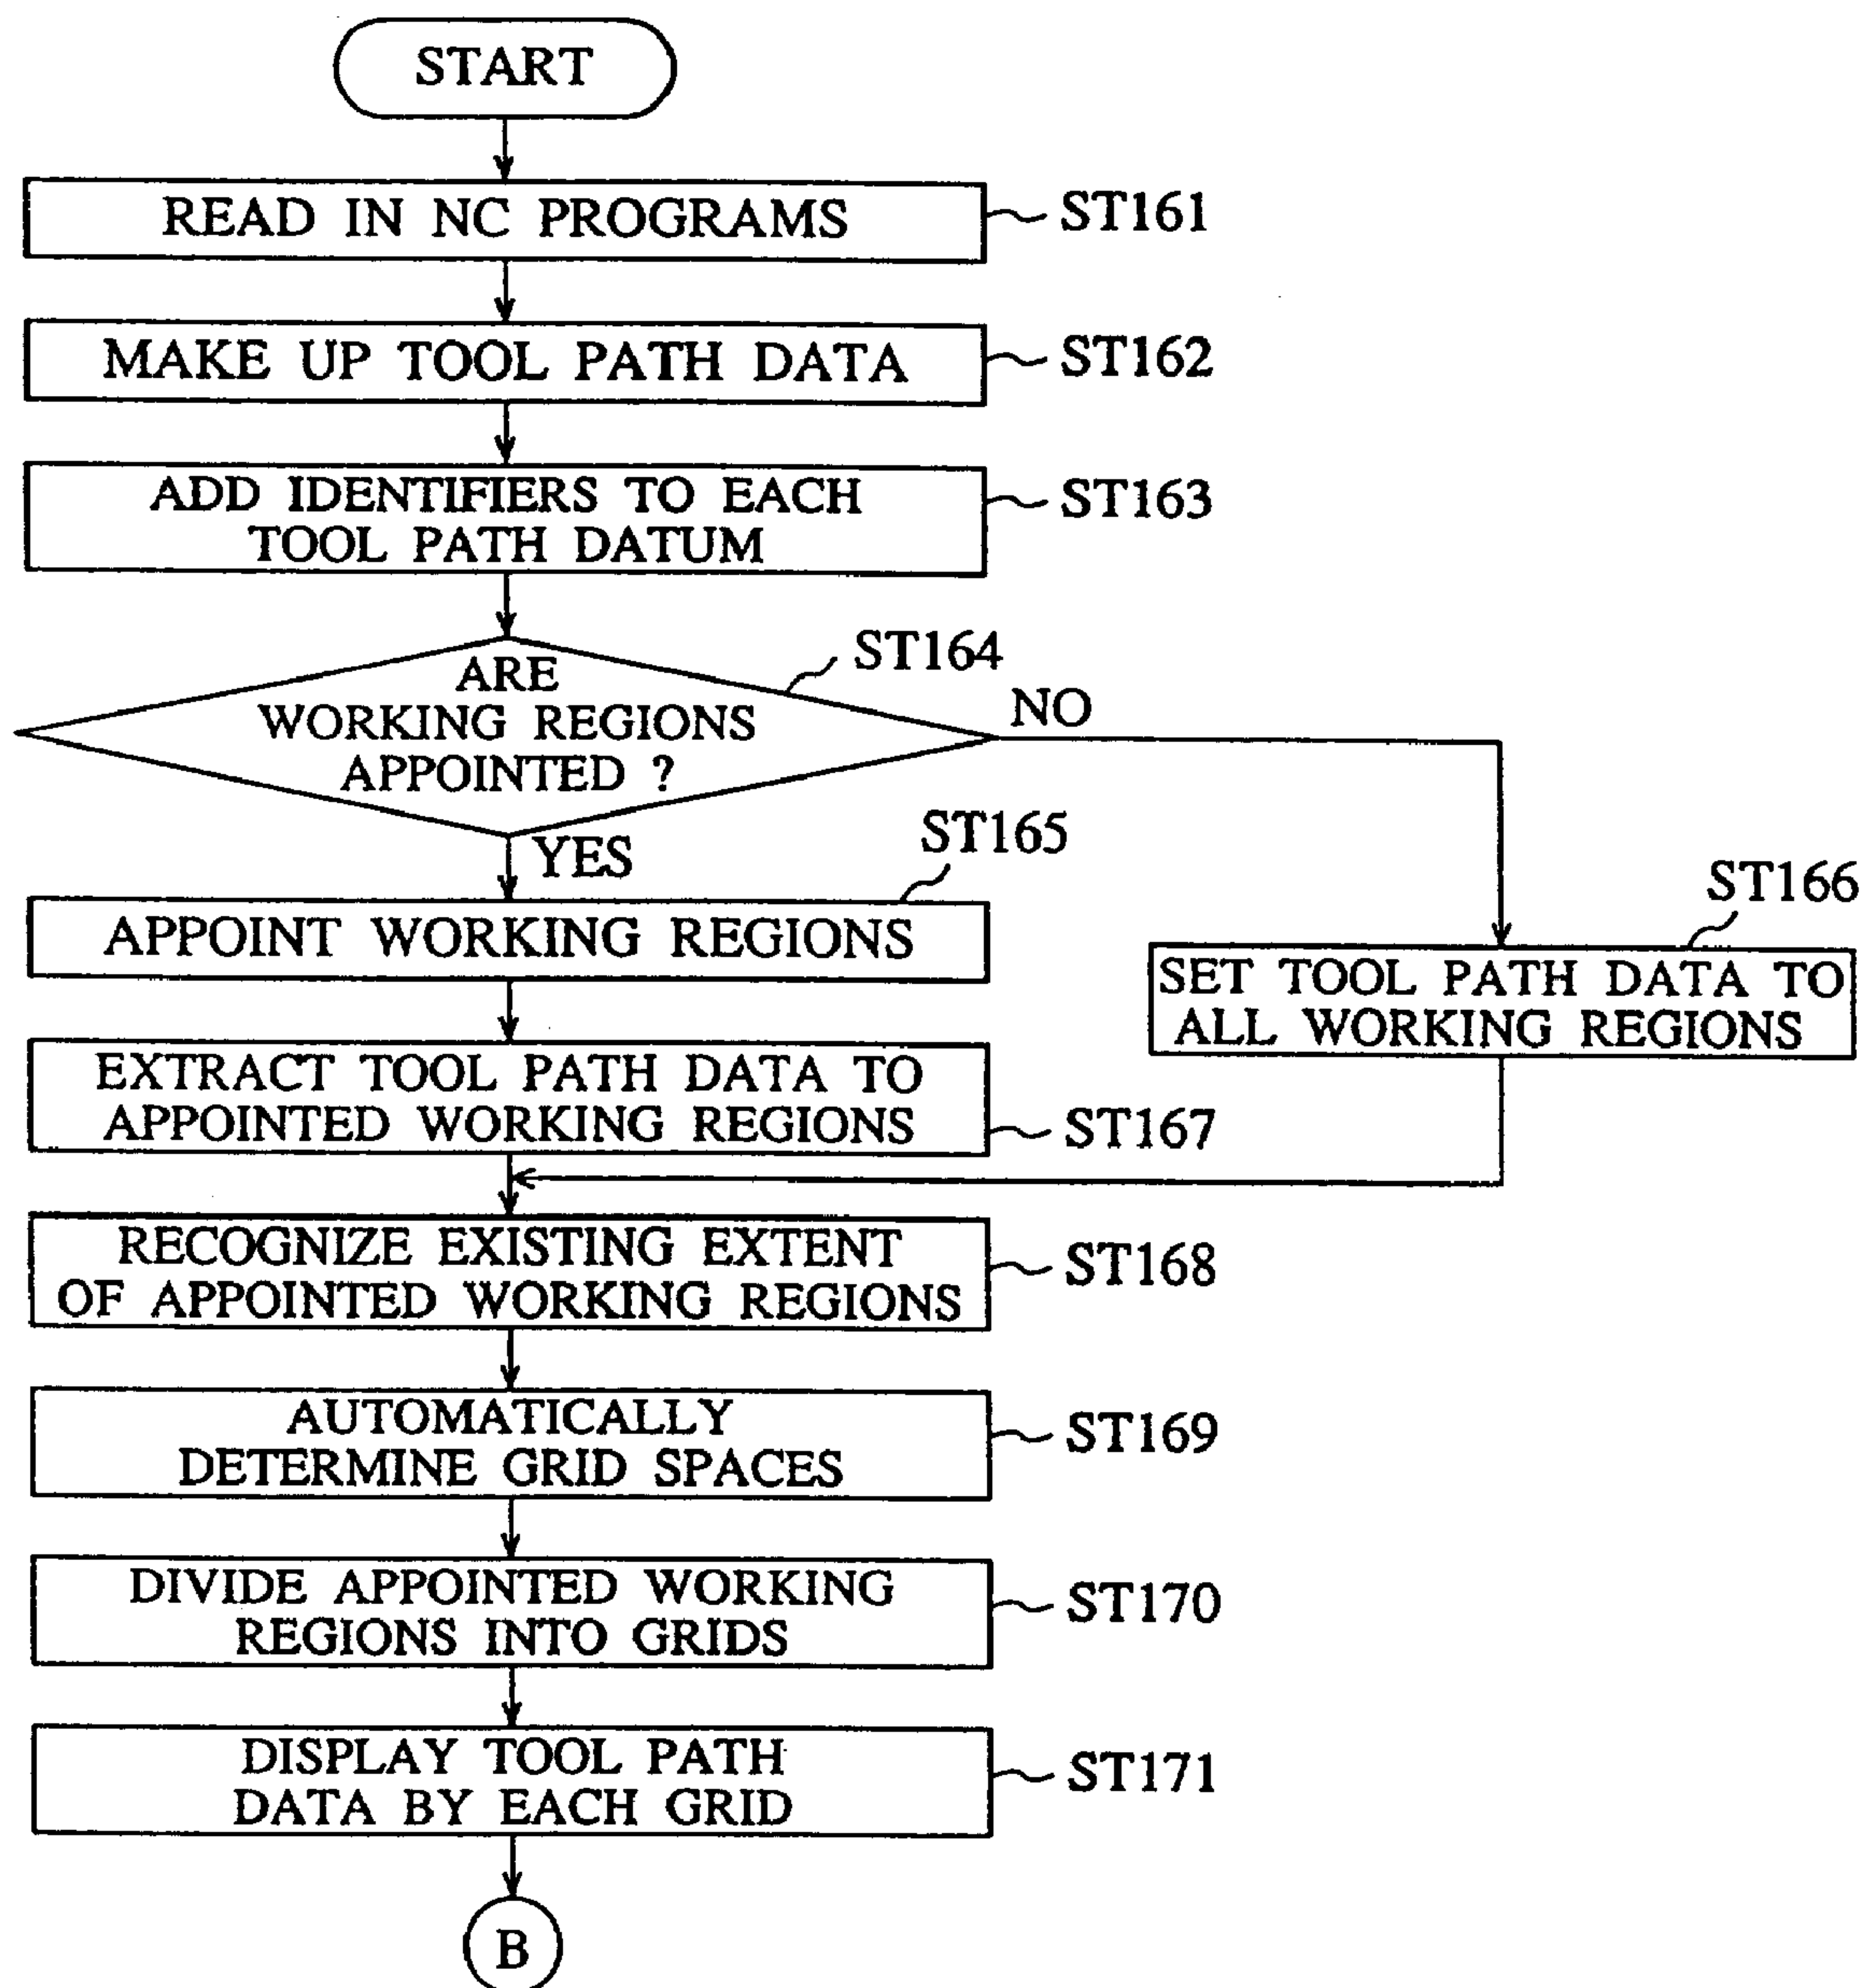 START
READ IN NC PROGRAMS
ST161
MAKE UP TOOL PATH DATA
ST162
ADD IDENTIFIERS TO EACH
TOOL PATH DATUM
ST163
ARE
WORKING REGIONS
APPOINTED ?
ST164
NO
YES
ST165
APPOINT WORKING REGIONS
ST166
SET TOOL PATH DATA TO
ALL WORKING REGIONS
EXTRACT TOOL PATH DATA TO
APPOINTED WORKING REGIONS
ST167
RECOGNIZE EXISTING EXTENT
OF APPOINTED WORKING REGIONS
ST168
AUTOMATICALLY
DETERMINE GRID SPACES
ST169
DIVIDE APPOINTED WORKING
REGIONS INTO GRIDS
ST170
DISPLAY TOOL PATH
DATA BY EACH GRID
ST171
B